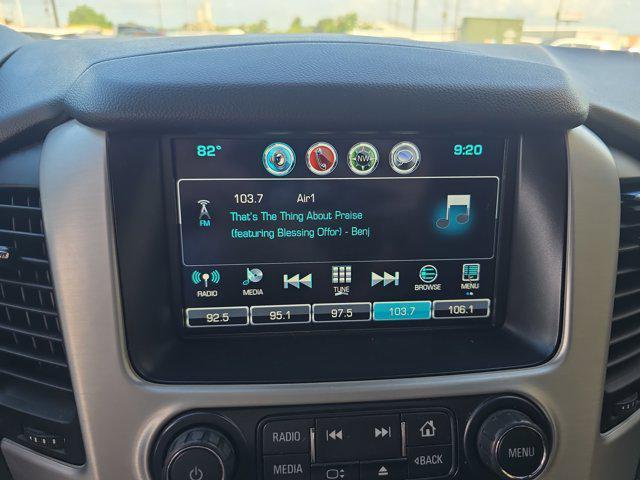 82° NW 9:20
103.7 Air1
FM
That's The Thing About Praise
(featuring Blessing Offor) - Benj
RADIO MEDIA TUNE BROWSE MENU
92.5 95.1 97.5 103.7 106.1
RADIO
MEDIA BACK MENU